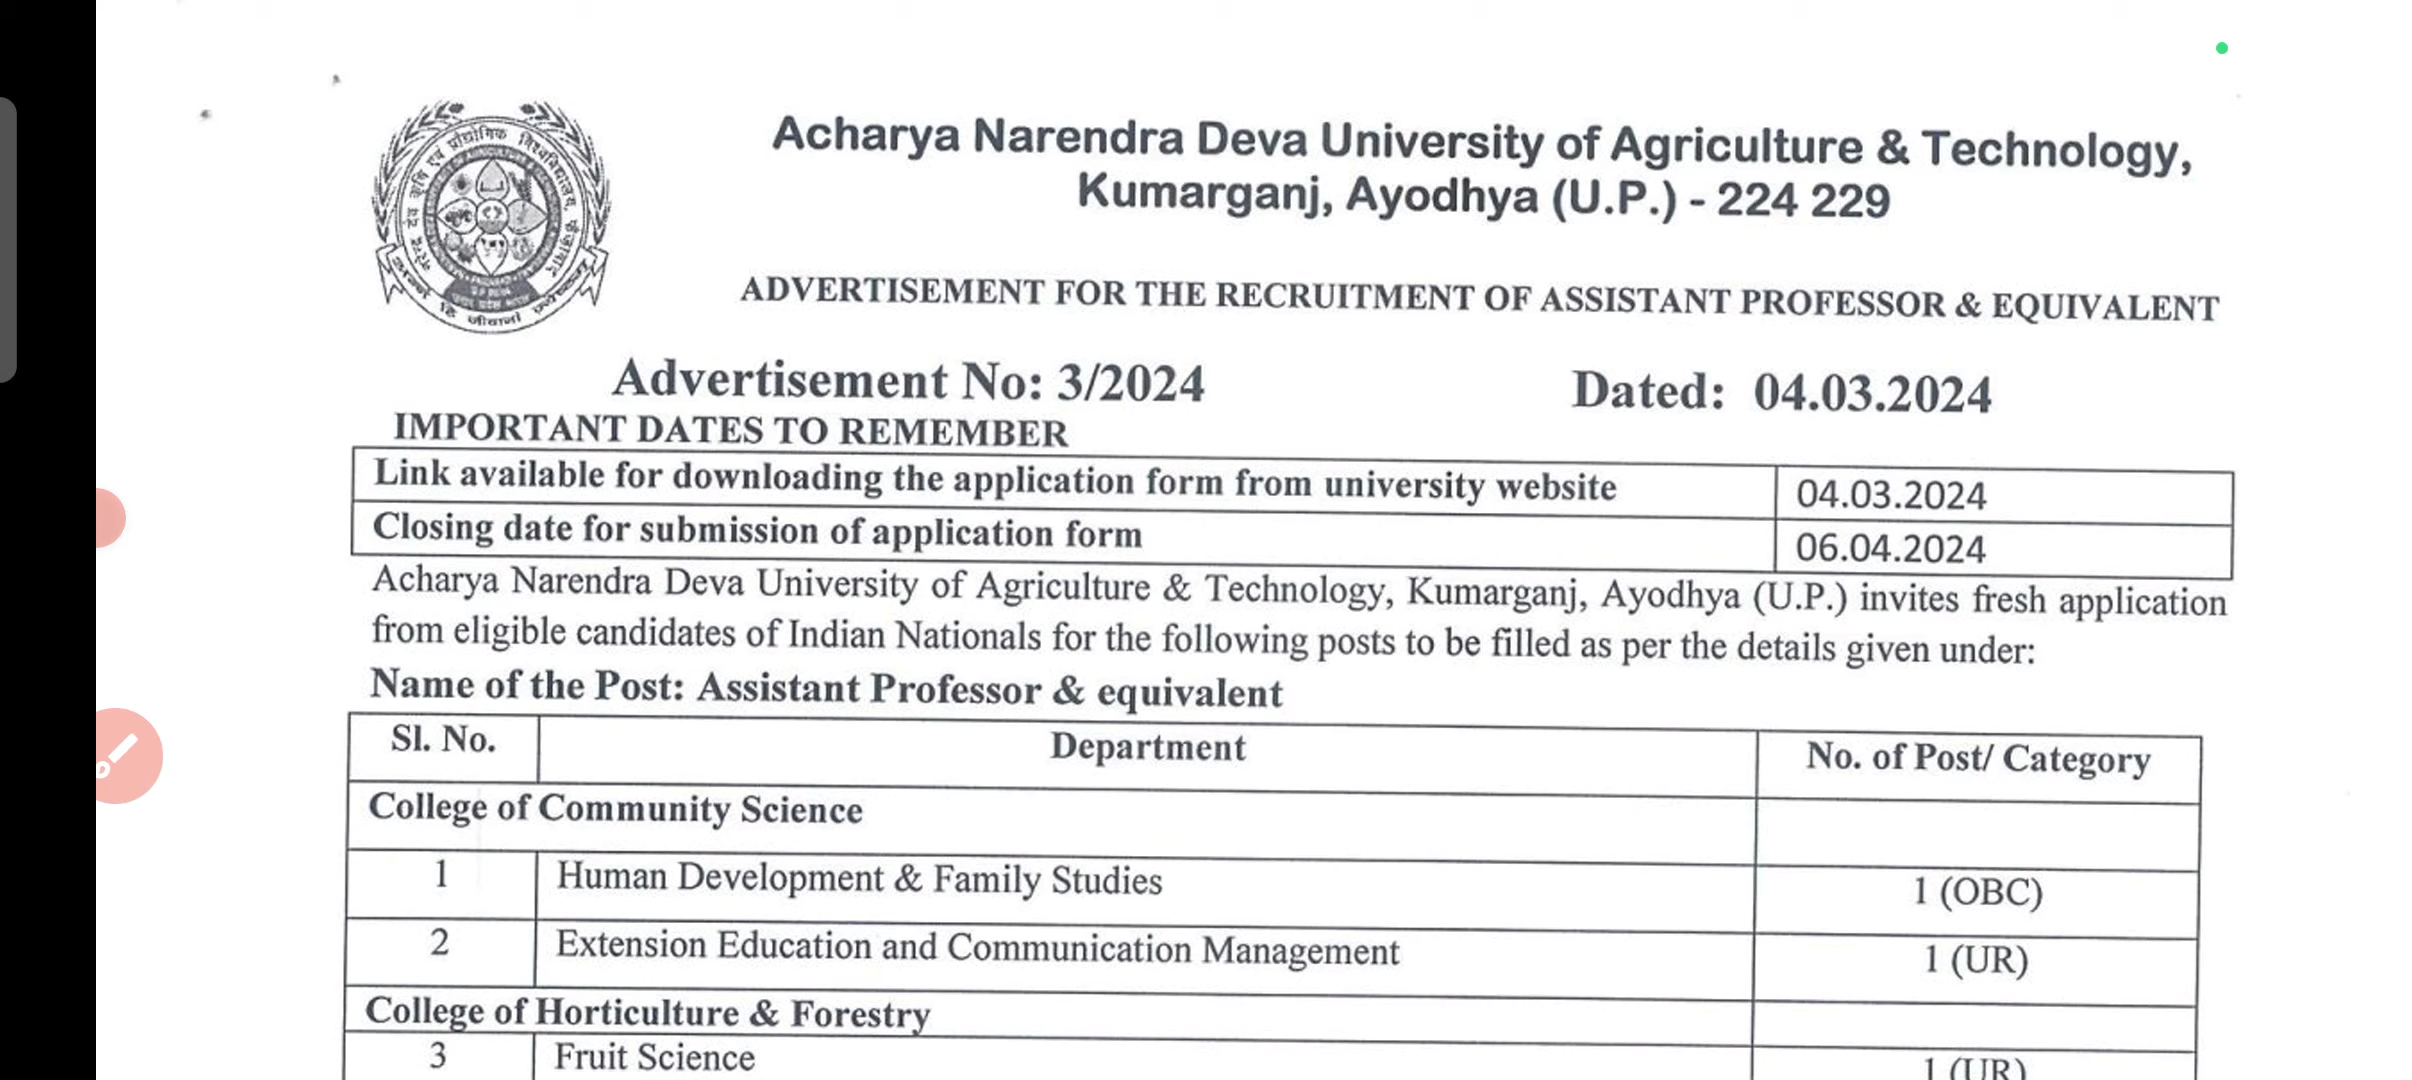 Acharya Narendra Deva University of Agriculture & Technology,
Kumarganj, Ayodhya (U.P.) - 224 229
ADVERTISEMENT FOR THE RECRUITMENT OF ASSISTANT PROFESSOR & EQUIVALENT
Advertisement No: 3/2024 Dated: 04.03.2024
IMPORTANT DATES TO REMEMBER
Link available for downloading the application form from university website 04.03.2024
Closing date for submission of application form 06.04.2024
Acharya Narendra Deva University of Agriculture & Technology, Kumarganj, Ayodhya (U.P.) invites fresh application
from eligible candidates of Indian Nationals for the following posts to be filled as per the details given under:
Name of the Post: Assistant Professor & equivalent
Sl. No. Department No. of Post/ Category
College of Community Science
1 Human Development & Family Studies 1 (OBC)
2 Extension Education and Communication Management 1 (UR)
College of Horticulture & Forestry
3 Fruit Science 1 (UR)